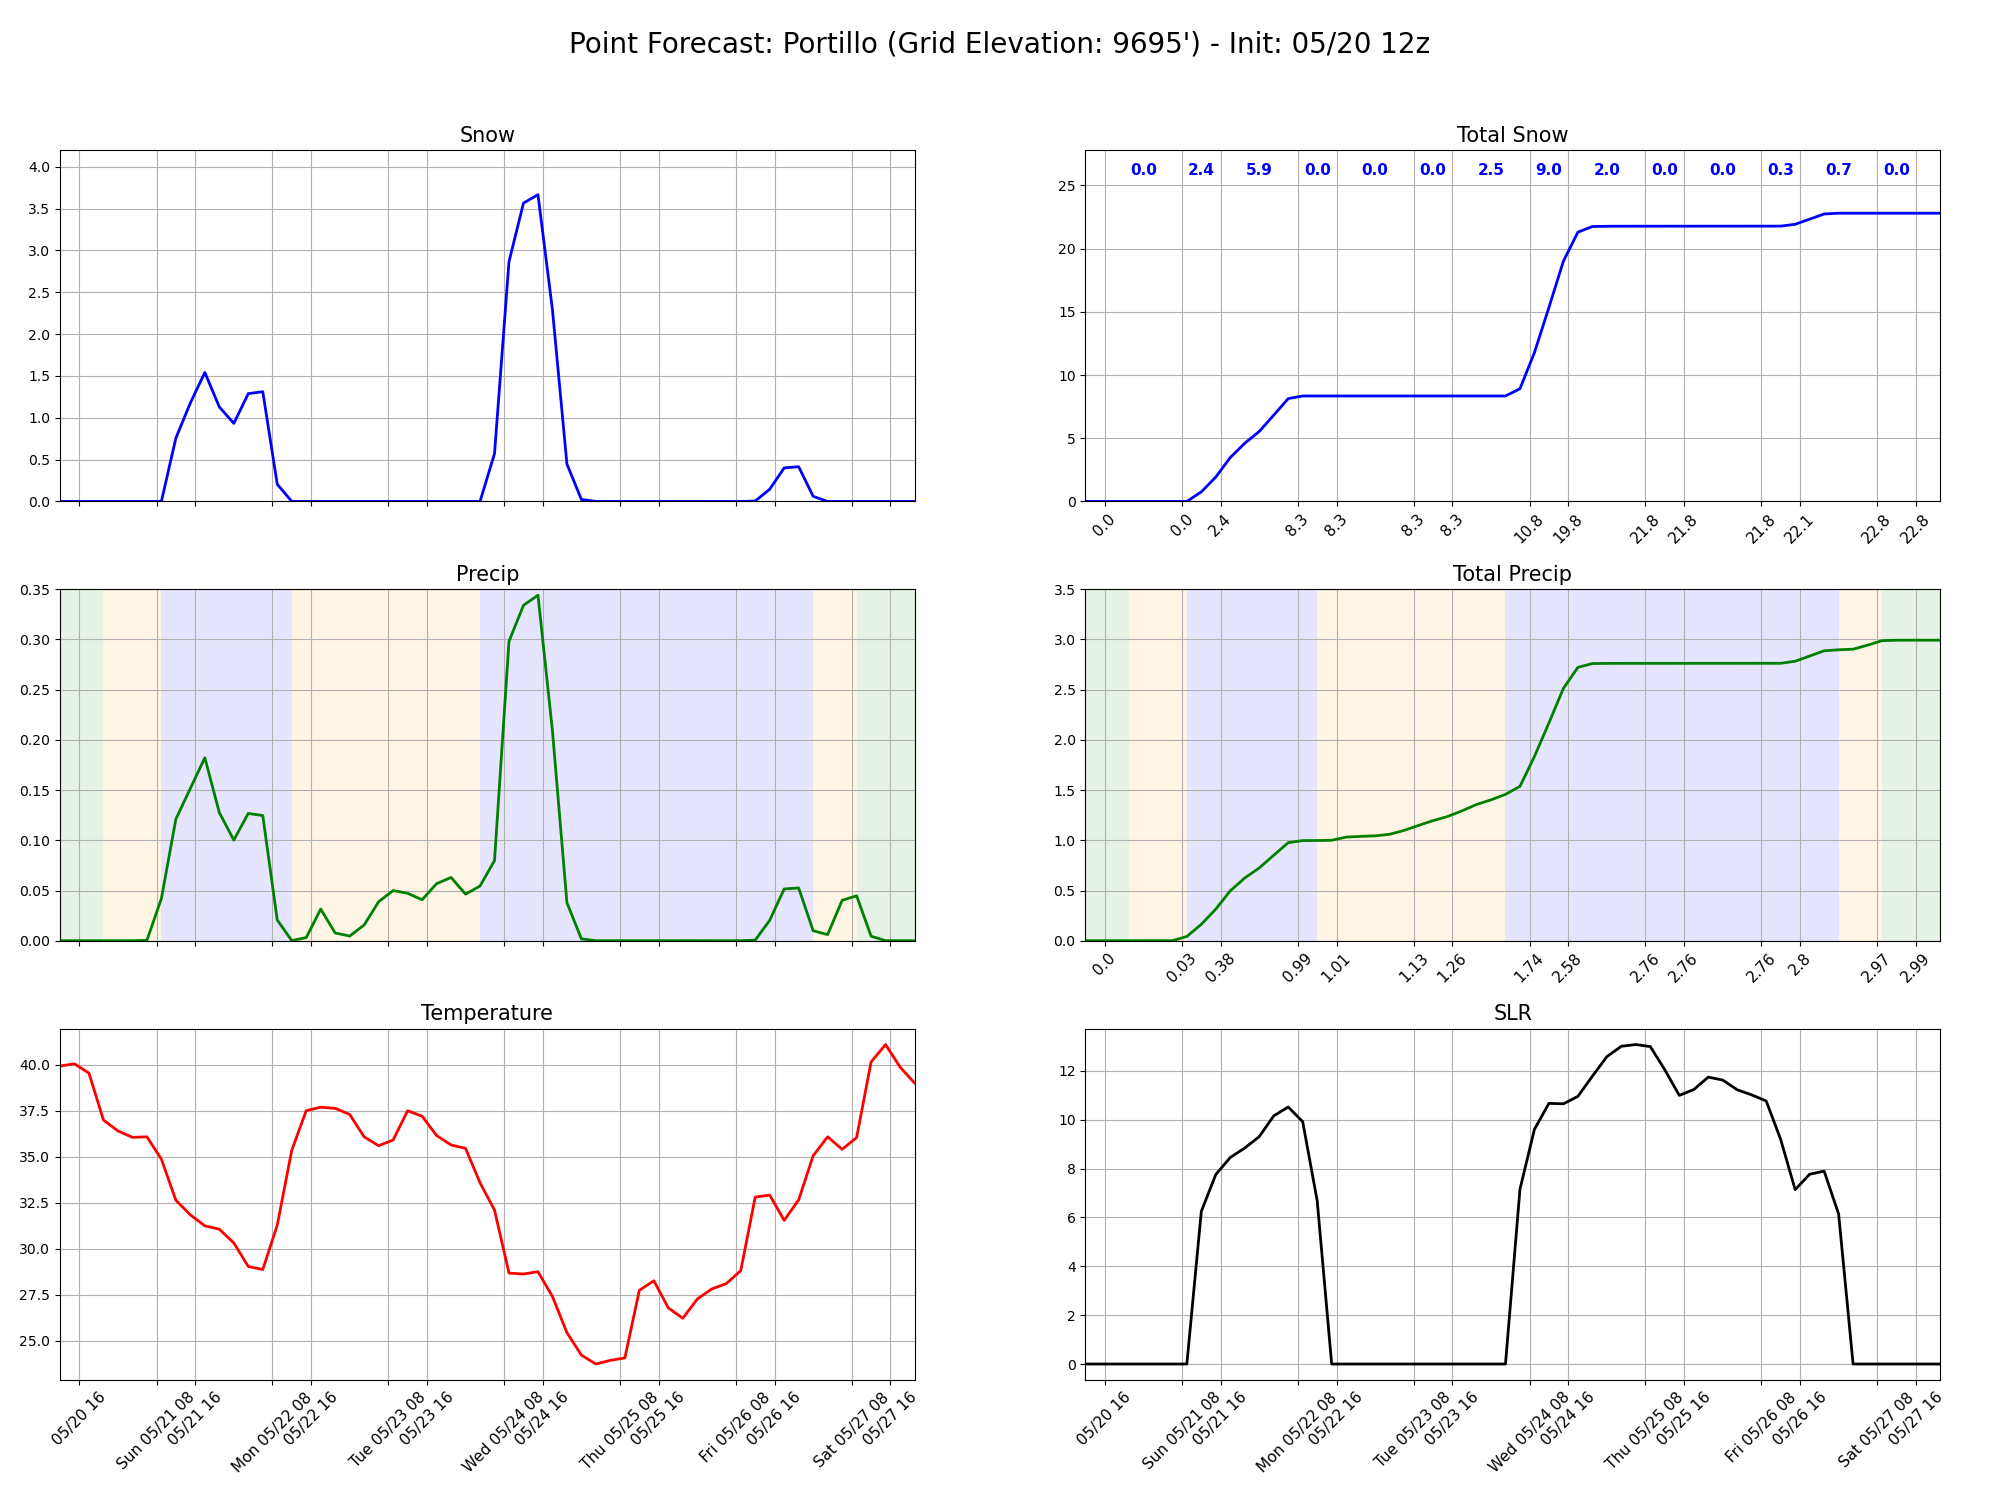 Point Forecast: Portillo (Grid Elevation: 9695') - Init: 05/20 12z
Snow
4.0
3.5
3.0
2.5
2.0
1.5
1.0
0.5
0.0
Total Snow
0.0 2.4 5.9 0.0 0.0 0.0 2.5 9.0 2.0 0.0 0.0 0.3 0.7 0.0
25
20
15
10
5
0
0.0 0.0 2.4 8.3 8.3 8.3 8.3 10.8 19.8 21.8 21.8 21.8 22.1 22.8 22.8
Precip
0.35
0.30
0.25
0.20
0.15
0.10
0.05
0.00
Total Precip
3.5
3.0
2.5
2.0
1.5
1.0
0.5
0.0
0.0 0.03 0.38 0.99 1.01 1.13 1.26 1.74 2.58 2.76 2.76 2.76 2.8 2.97 2.99
Temperature
40.0
37.5
35.0
32.5
30.0
27.5
25.0
05/20 16
Sun 05/21 08
05/21 16
Mon 05/22 08
05/22 16
Tue 05/23 08
05/23 16
Wed 05/24 08
05/24 16
Thu 05/25 08
05/25 16
Fri 05/26 08
05/26 16
Sat 05/27 08
05/27 16
SLR
12
10
8
6
4
2
0
05/20 16
Sun 05/21 08
05/21 16
Mon 05/22 08
05/22 16
Tue 05/23 08
05/23 16
Wed 05/24 08
05/24 16
Thu 05/25 08
05/25 16
Fri 05/26 08
05/26 16
Sat 05/27 08
05/27 16